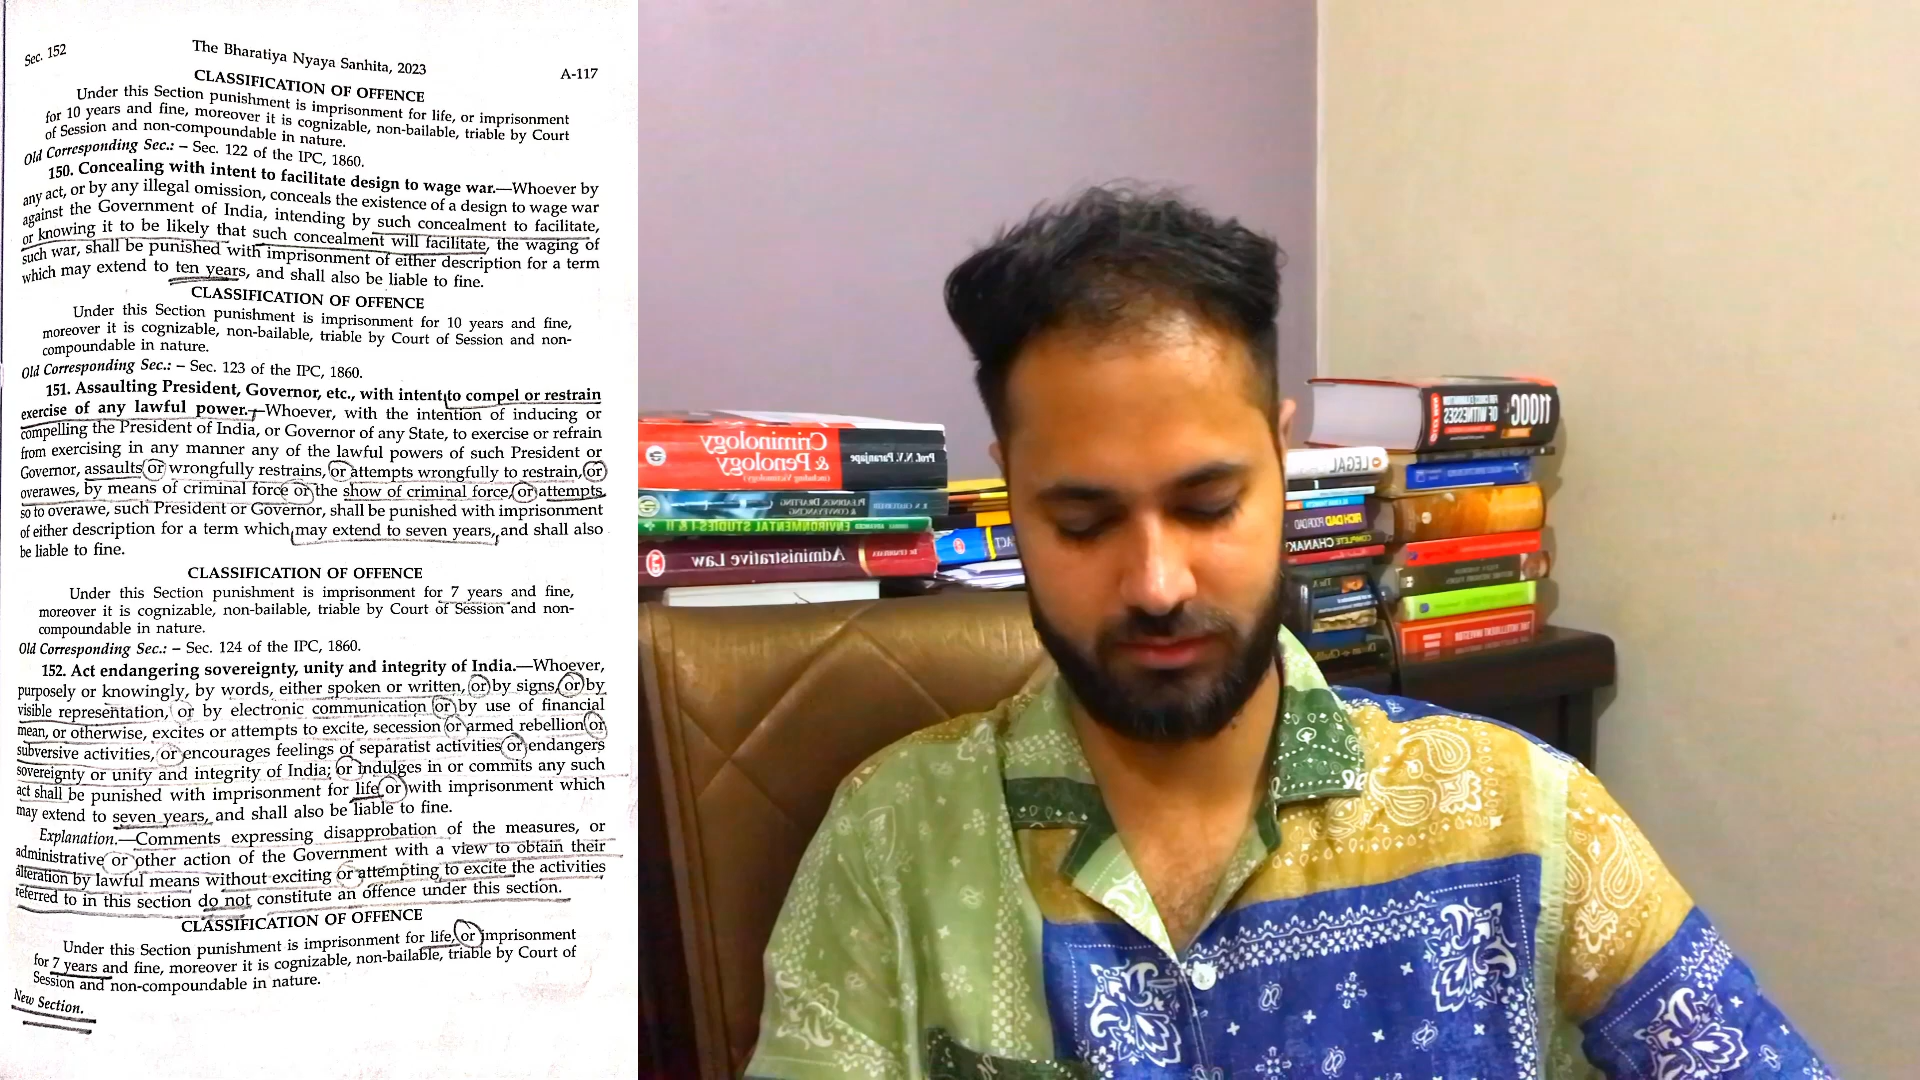 Sec. 152
The Bharatiya Nyaya Sanhita, 2023
A-117
CLASSIFICATION OF OFFENCE
Under this Section punishment is imprisonment for life, or imprisonment
for 10 years and fine, moreover it is cognizable, non-bailable, triable by Court
of Session and non-compoundable in nature.
Old Corresponding Sec.: – Sec. 122 of the IPC, 1860.
150. Concealing with intent to facilitate design to wage war.—Whoever by
any act, or by any illegal omission, conceals the existence of a design to wage war
against the Government of India, intending by such concealment to facilitate,
or knowing it to be likely that such concealment will facilitate, the waging of
such war, shall be punished with imprisonment of either description for a term
which may extend to ten years, and shall also be liable to fine.
CLASSIFICATION OF OFFENCE
Under this Section punishment is imprisonment for 10 years and fine,
moreover it is cognizable, non-bailable, triable by Court of Session and non-
compoundable in nature.
Old Corresponding Sec.: – Sec. 123 of the IPC, 1860.
151. Assaulting President, Governor, etc., with intent to compel or restrain
exercise of any lawful power.—Whoever, with the intention of inducing or
compelling the President of India, or Governor of any State, to exercise or refrain
from exercising in any manner any of the lawful powers of such President or
Governor, assaults or wrongfully restrains, or attempts wrongfully to restrain, or
overawes, by means of criminal force or the show of criminal force, or attempts
so to overawe, such President or Governor, shall be punished with imprisonment
of either description for a term which may extend to seven years, and shall also
be liable to fine.
CLASSIFICATION OF OFFENCE
Under this Section punishment is imprisonment for 7 years and fine,
moreover it is cognizable, non-bailable, triable by Court of Session and non-
compoundable in nature.
Old Corresponding Sec.: – Sec. 124 of the IPC, 1860.
152. Act endangering sovereignty, unity and integrity of India.—Whoever,
purposely or knowingly, by words, either spoken or written, or by signs, or by
visible representation, or by electronic communication or by use of financial
mean, or otherwise, excites or attempts to excite, secession or armed rebellion or
subversive activities, or encourages feelings of separatist activities or endangers
sovereignty or unity and integrity of India; or indulges in or commits any such
act shall be punished with imprisonment for life or with imprisonment which
may extend to seven years, and shall also be liable to fine.
Explanation.—Comments expressing disapprobation of the measures, or
administrative or other action of the Government with a view to obtain their
alteration by lawful means without exciting or attempting to excite the activities
referred to in this section do not constitute an offence under this section.
CLASSIFICATION OF OFFENCE
Under this Section punishment is imprisonment for life, or imprisonment
for 7 years and fine, moreover it is cognizable, non-bailable, triable by Court of
Session and non-compoundable in nature.
New Section.
Criminology
& Penology
(including Victimology)
Prof. N.V. Paranjape
PLEADINGS, DRAFTING
& CONVEYANCING
ENVIRONMENTAL STUDIES-I & II
Administrative Law
ACT
OF WITNESSES
LEGAL
RICH DAD POOR DAD
COMPLETE CHANAKYA
THE INTELLIGENT INVESTOR